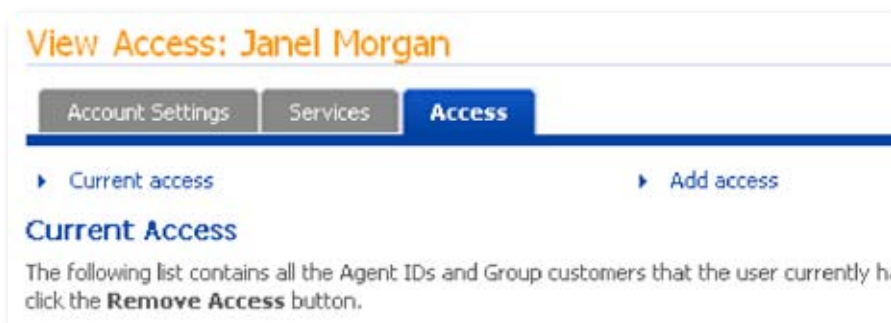 View Access: Janel Morgan
Account Settings Services Access
Current access Add access
Current Access
The following list contains all the Agent IDs and Group customers that the user currently
click the Remove Access button.